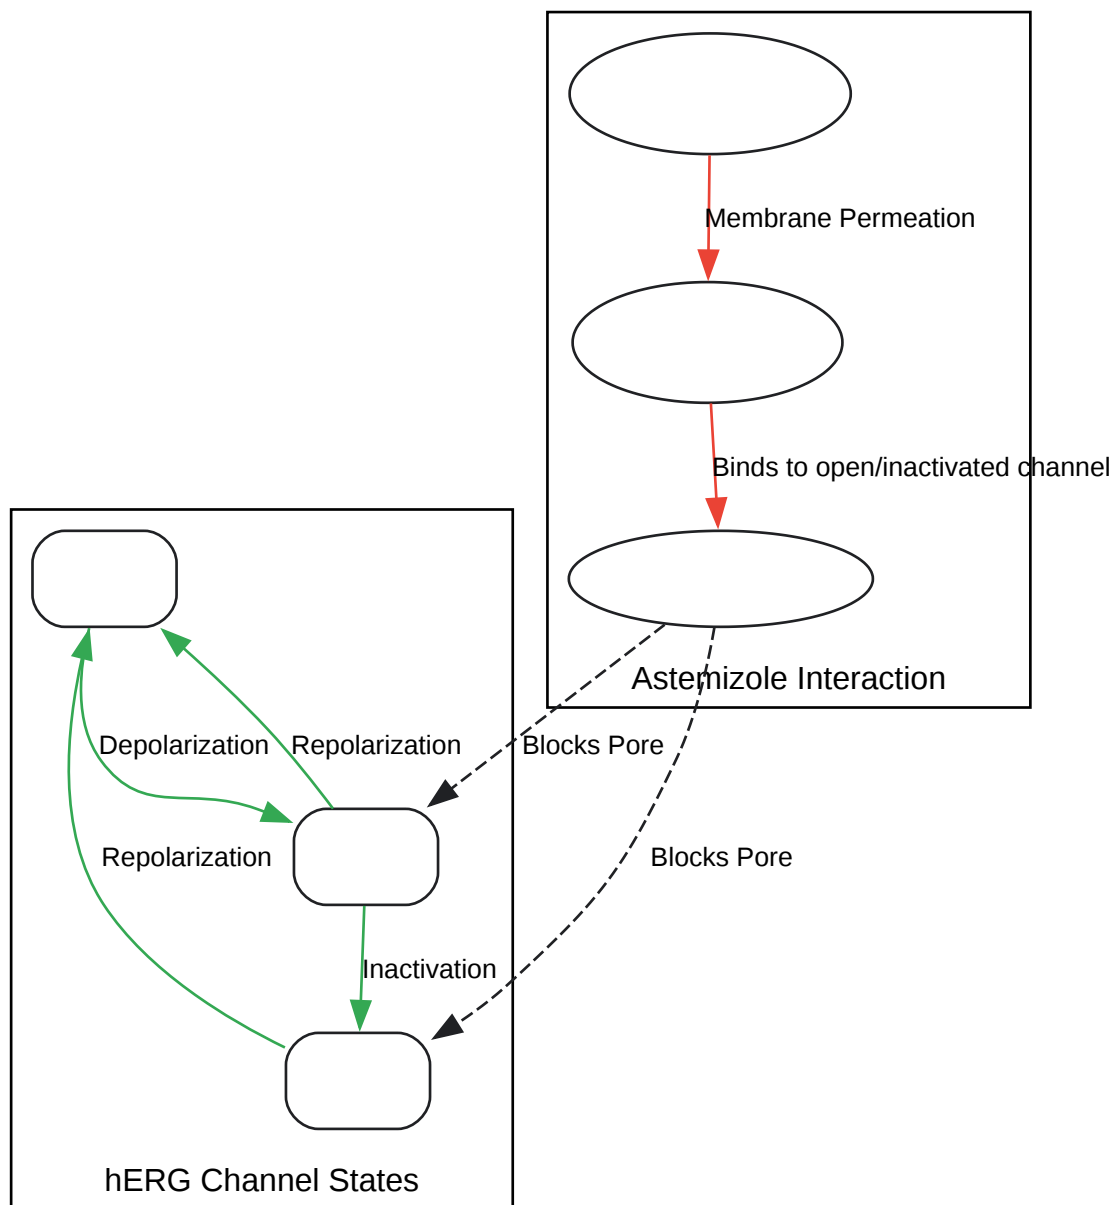 Membrane Permeation
Binds to open/inactivated channel
Astemizole Interaction
Depolarization
Repolarization
Blocks Pore
Repolarization
Blocks Pore
Inactivation
hERG Channel States